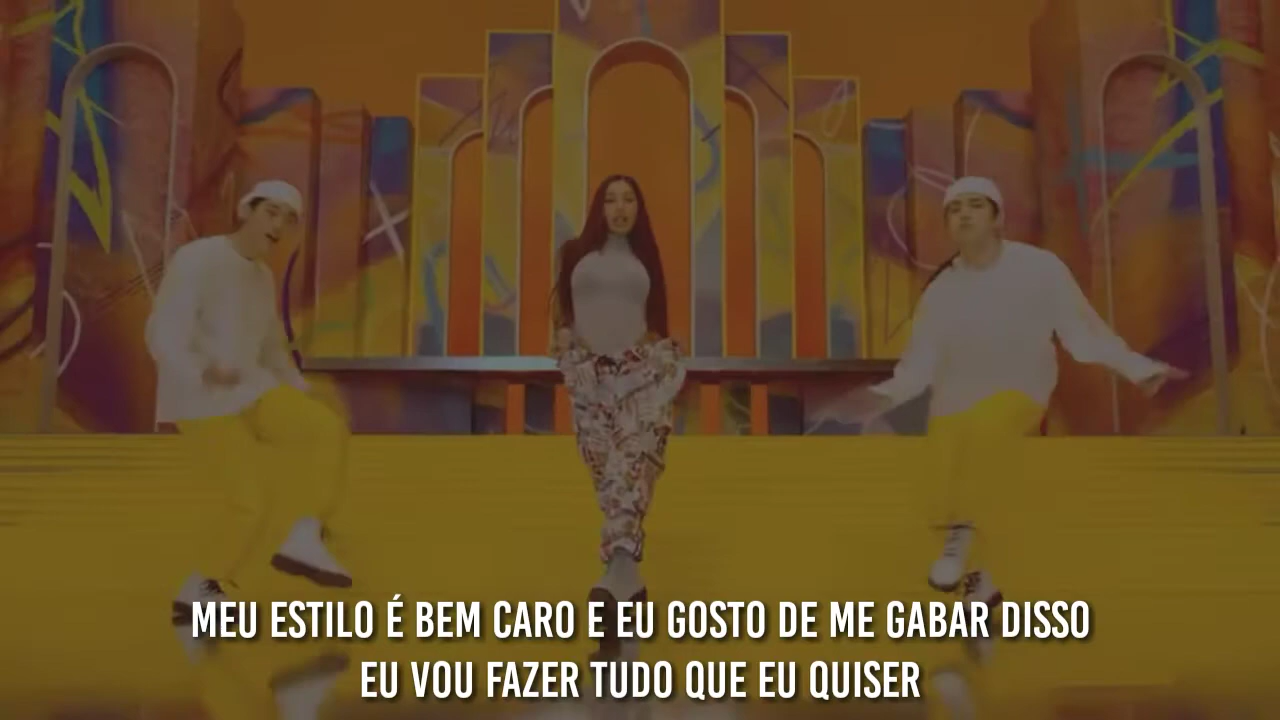 MEU ESTILO É BEM CARO E EU GOSTO DE ME GABAR DISSO
EU VOU FAZER TUDO QUE EU QUISER